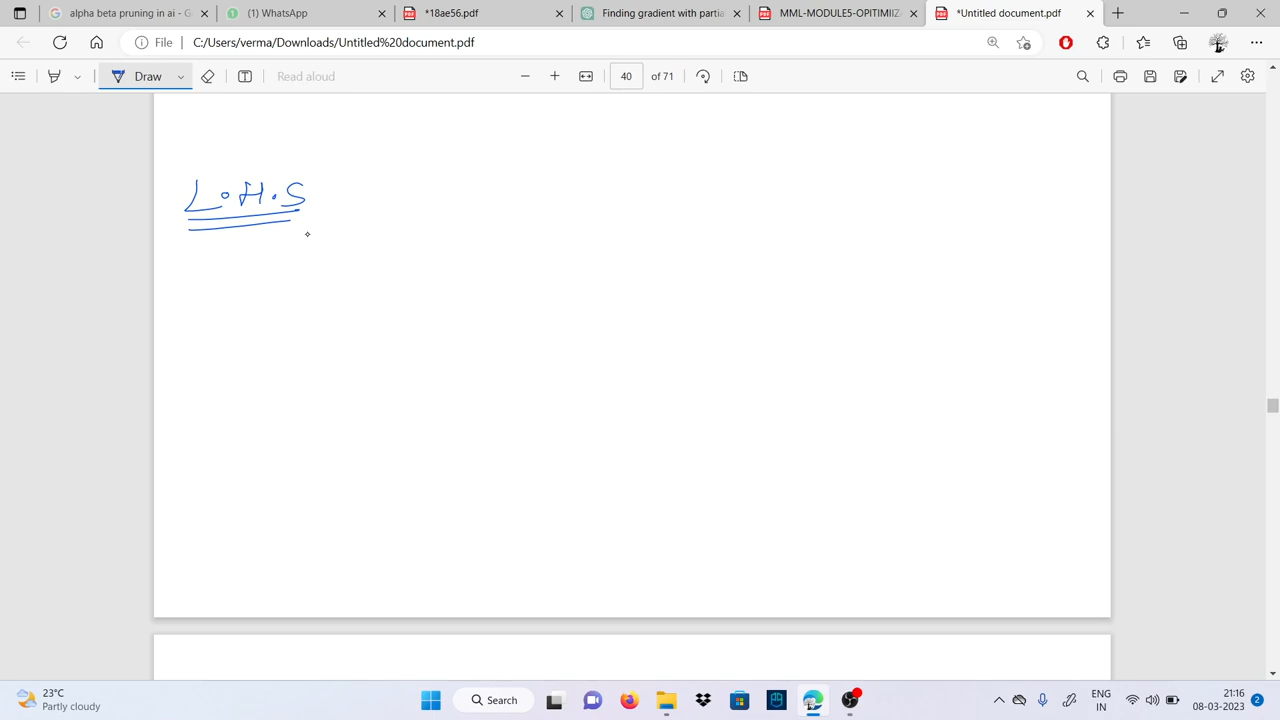 alpha beta pruning in ai - G
(1) WhatsApp
*18ae56.pdf
Finding gradient with partia
MML-MODULE5-OPITIMIZ
*Untitled document.pdf
File
C:/Users/verma/Downloads/Untitled%20document.pdf
Draw
Read aloud
40
of 71
L.H.S
23°C
Partly cloudy
Search
ENG
IN
21:16
08-03-2023
2